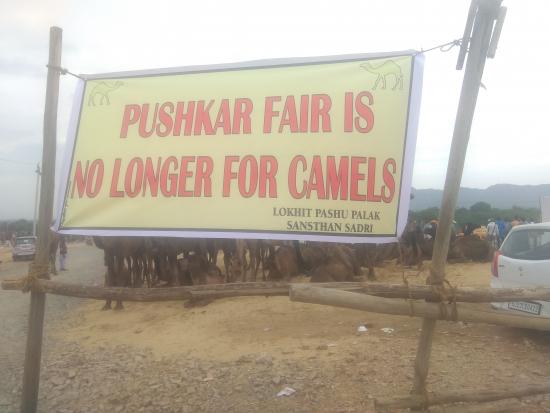 PUSHKAR FAIR IS
NO LONGER FOR CAMELS
LOKHIT PASHU PALAK
SANSTHAN SADRI